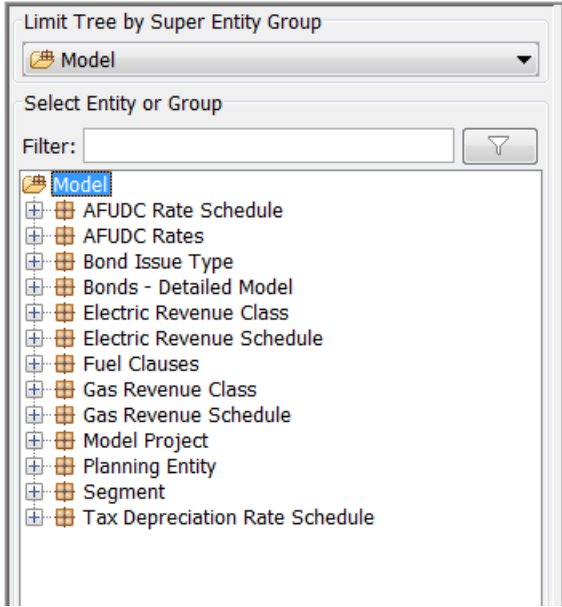 Limit Tree by Super Entity Group
Model
Select Entity or Group
Filter:
Model
AFUDC Rate Schedule
AFUDC Rates
Bond Issue Type
Bonds - Detailed Model
Electric Revenue Class
Electric Revenue Schedule
Fuel Clauses
Gas Revenue Class
Gas Revenue Schedule
Model Project
Planning Entity
Segment
Tax Depreciation Rate Schedule